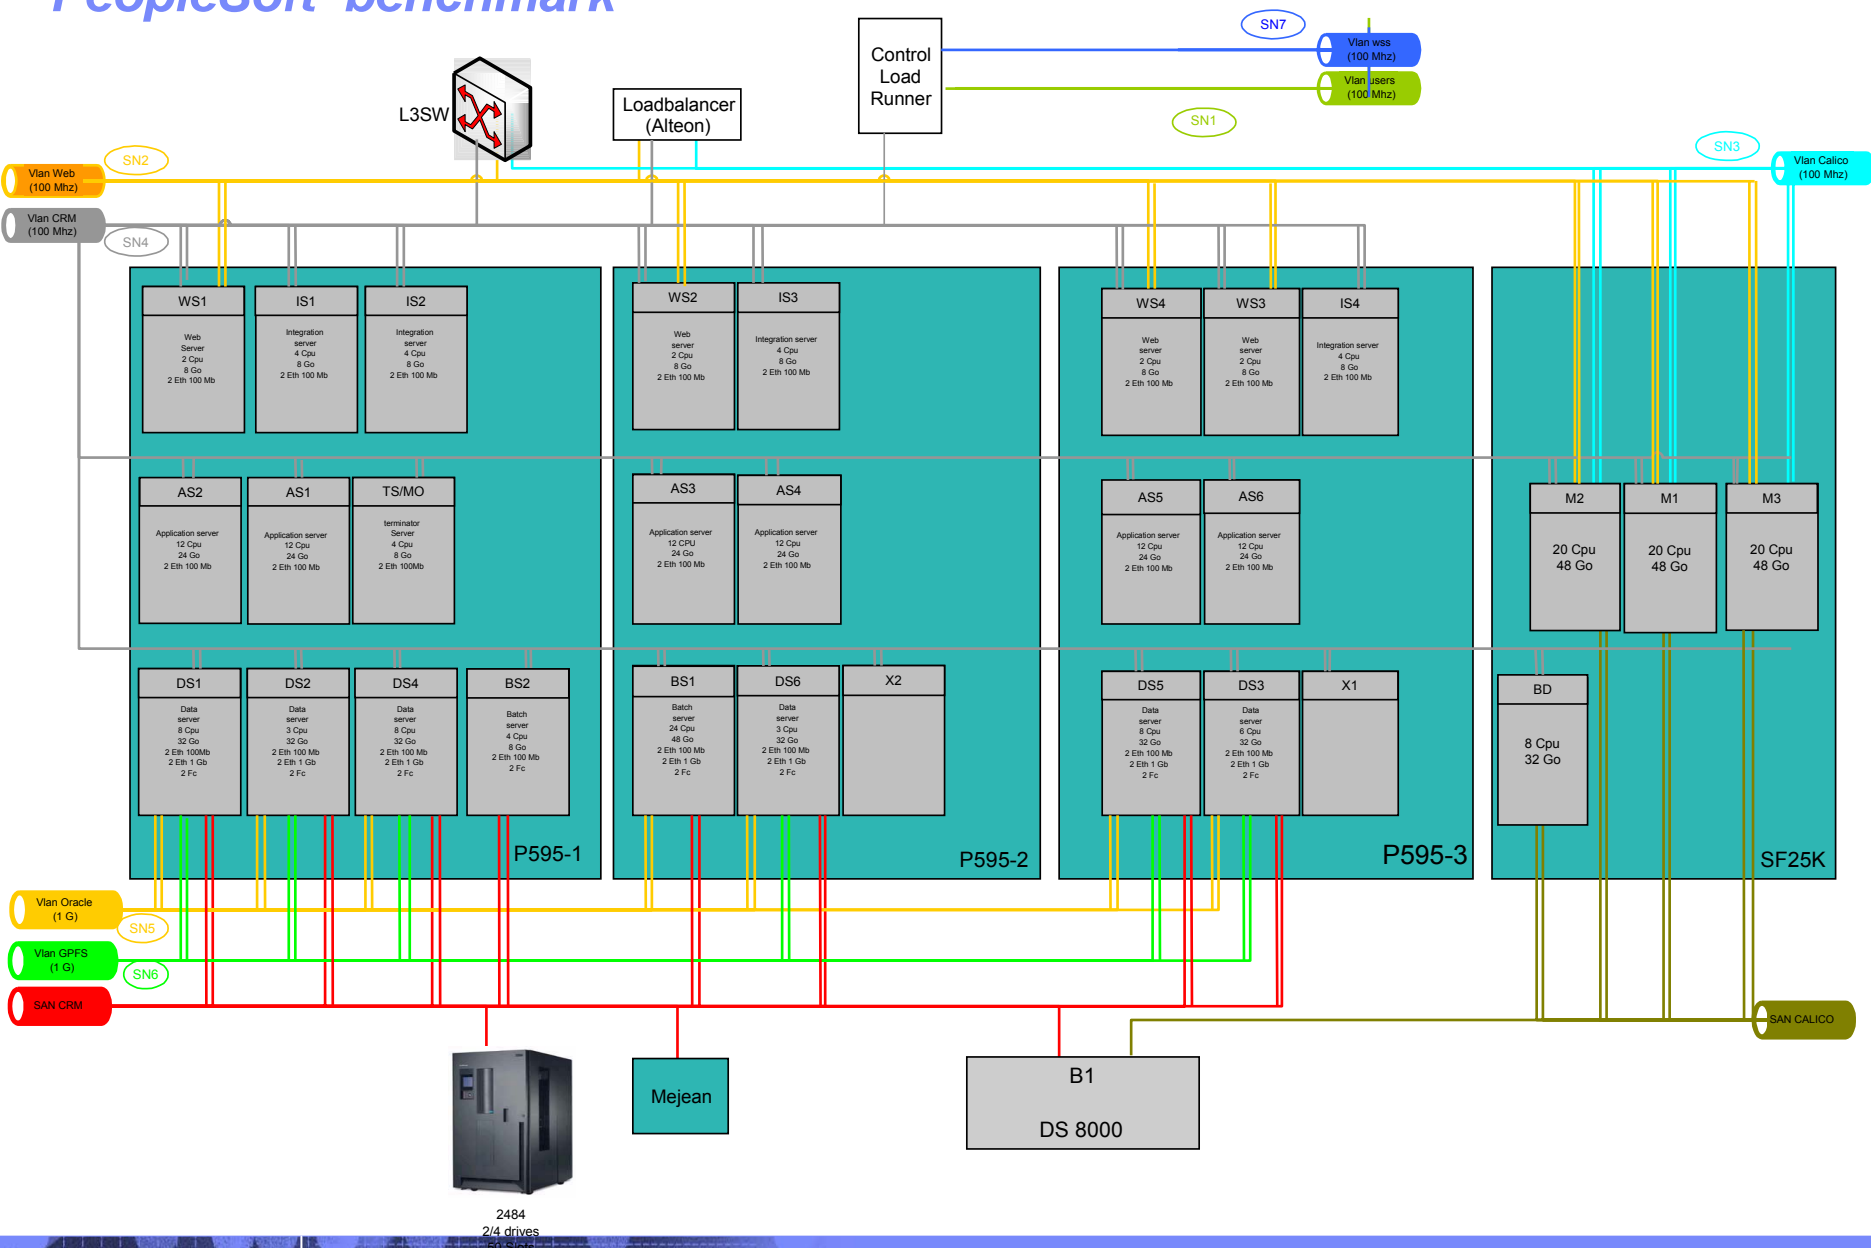 PeopleSoft benchmark
SN7
Vlan wss
(100 Mhz)
Control
Load
Runner
Vlan users
(100 Mhz)
SN1
L3SW
Loadbalancer
(Alteon)
SN2
Vlan Web
(100 Mhz)
SN3
Vlan Calico
(100 Mhz)
Vlan CRM
(100 Mhz)
SN4
WS1
Web
Server
2 Cpu
8 Go
2 Eth 100 Mb
IS1
Integration
server
4 Cpu
8 Go
2 Eth 100 Mb
IS2
Integration
server
4 Cpu
8 Go
2 Eth 100 Mb
WS2
Web
server
2 Cpu
8 Go
2 Eth 100 Mb
IS3
Integration server
4 Cpu
8 Go
2 Eth 100 Mb
WS4
Web
server
2 Cpu
8 Go
2 Eth 100 Mb
WS3
Web
server
2 Cpu
8 Go
2 Eth 100 Mb
IS4
Integration server
4 Cpu
8 Go
2 Eth 100 Mb
AS2
Application server
12 Cpu
24 Go
2 Eth 100 Mb
AS1
Application server
12 Cpu
24 Go
2 Eth 100 Mb
TS/MO
terminator
Server
4 Cpu
8 Go
2 Eth 100Mb
AS3
Application server
12 CPU
24 Go
2 Eth 100 Mb
AS4
Application server
12 Cpu
24 Go
2 Eth 100 Mb
AS5
Application server
12 Cpu
24 Go
2 Eth 100 Mb
AS6
Application server
12 Cpu
24 Go
2 Eth 100 Mb
M2
20 Cpu
48 Go
M1
20 Cpu
48 Go
M3
20 Cpu
48 Go
DS1
Data
server
8 Cpu
32 Go
2 Eth 100Mb
2 Eth 1 Gb
2 Fc
DS2
Data
server
3 Cpu
32 Go
2 Eth 100 Mb
2 Eth 1 Gb
2 Fc
DS4
Data
server
8 Cpu
32 Go
2 Eth 100 Mb
2 Eth 1 Gb
2 Fc
BS2
Batch
server
4 Cpu
8 Go
2 Eth 100 Mb
2 Fc
BS1
Batch
server
24 Cpu
48 Go
2 Eth 100 Mb
2 Eth 1 Gb
2 Fc
DS6
Data
server
3 Cpu
32 Go
2 Eth 100 Mb
2 Eth 1 Gb
2 Fc
X2
DS5
Data
server
8 Cpu
32 Go
2 Eth 100 Mb
2 Eth 1 Gb
2 Fc
DS3
Data
server
6 Cpu
32 Go
2 Eth 100 Mb
2 Eth 1 Gb
2 Fc
X1
BD
8 Cpu
32 Go
P595-1
P595-2
P595-3
SF25K
Vlan Oracle
(1 G)
SN5
Vlan GPFS
(1 G)
SN6
SAN CRM
SAN CALICO
Mejean
B1
DS 8000
2484
2/4 drives
50 Slots